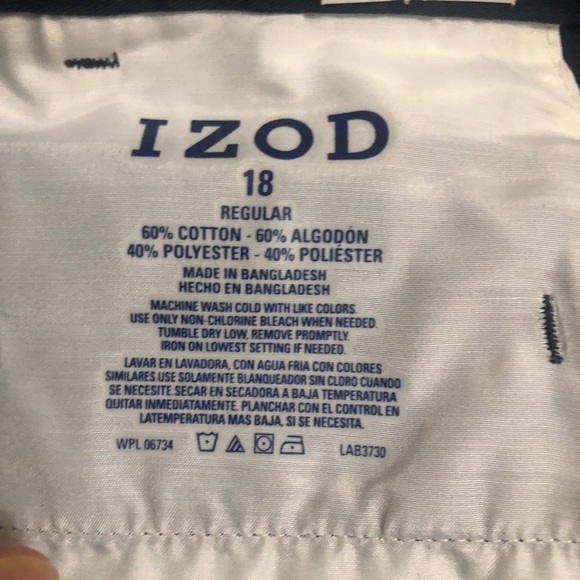 IZOD
18
REGULAR
60% COTTON - 60% ALGODÓN
40% POLYESTER - 40% POLIÉSTER
MADE IN BANGLADESH
HECHO EN BANGLADESH
MACHINE WASH COLD WITH LIKE COLORS.
USE ONLY NON-CHLORINE BLEACH WHEN NEEDED.
TUMBLE DRY LOW, REMOVE PROMPTLY.
IRON ON LOWEST SETTING IF NEEDED.
LAVAR EN LAVADORA, CON AGUA FRIA CON COLORES
SIMILARES USE SOLAMENTE BLANQUEADOR SIN CLORO CUANDO
SE NECESITE SECAR EN SECADORA A BAJA TEMPERATURA
QUITAR INMEDIATAMENTE. PLANCHAR CON EL CONTROL EN
LATEMPERATURA MAS BAJA, SI SE NECESITA.
WPL 06734 LAB3730